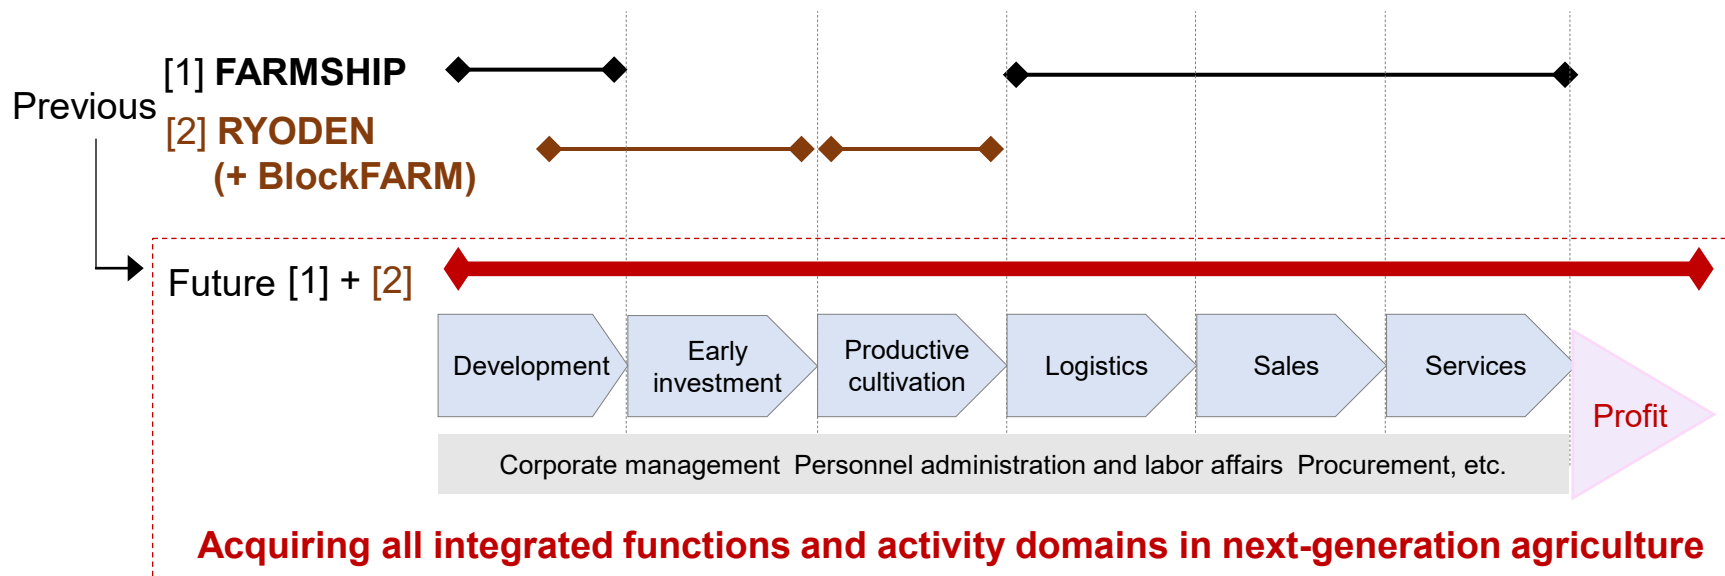 [1] FARMSHIP
Previous
[2] RYODEN
(+ BlockFARM)
Future [1] + [2]
Development
Early
investment
Productive
cultivation
Logistics
Sales
Services
Profit
Corporate management Personnel administration and labor affairs Procurement, etc.
Acquiring all integrated functions and activity domains in next-generation agriculture